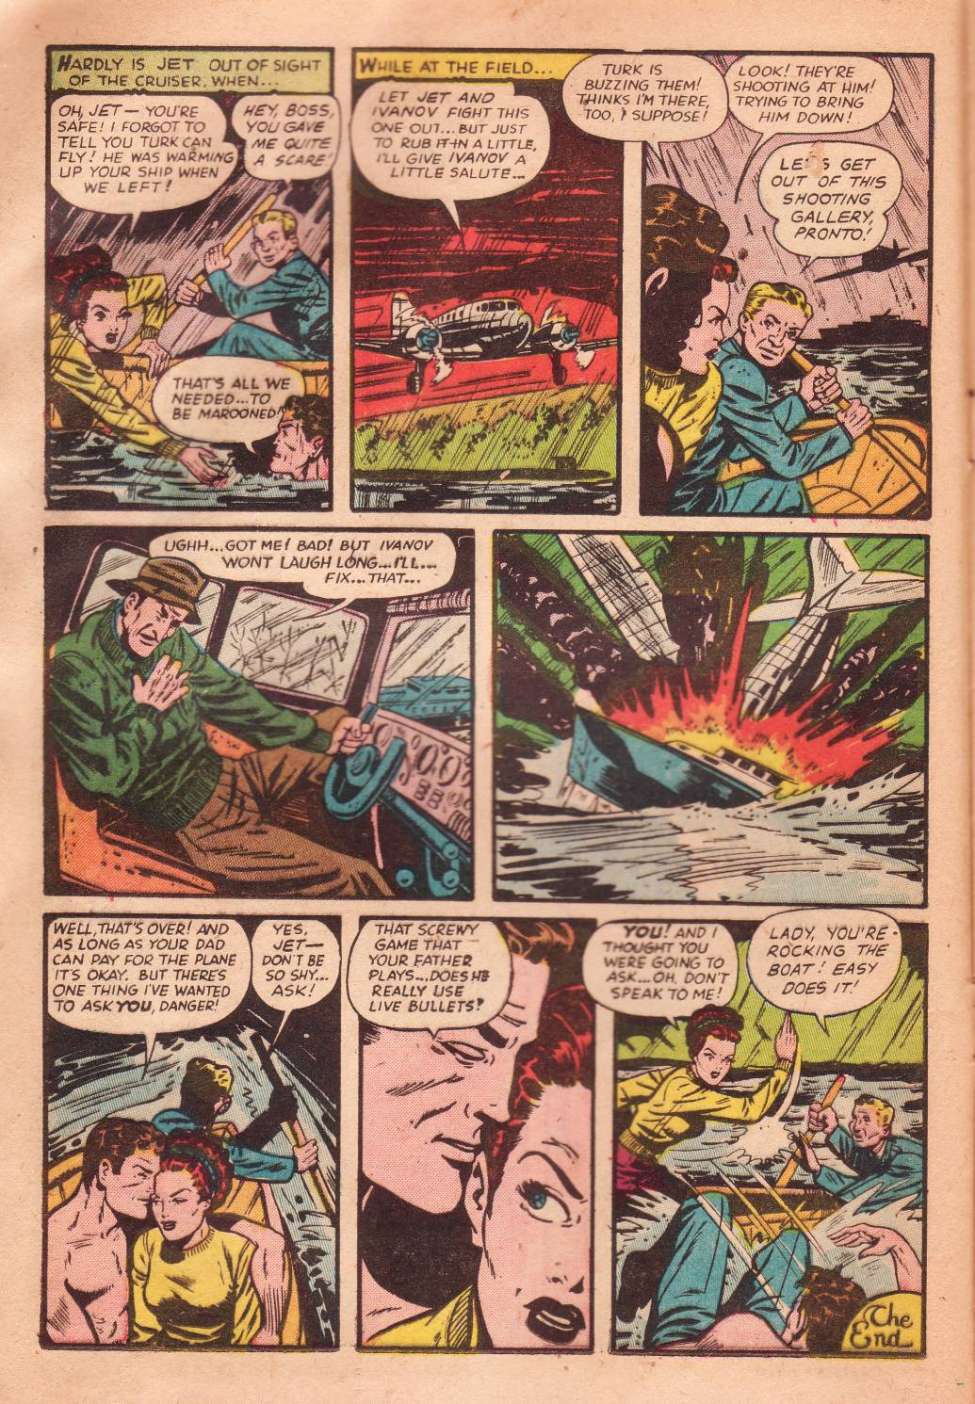 HARDLY IS JET OUT OF SIGHT
OF THE CRUISER, WHEN...
OH, JET — YOU'RE
SAFE! I FORGOT TO
TELL YOU TURK CAN
FLY! HE WAS WARMING
UP YOUR SHIP WHEN
WE LEFT!
HEY, BOSS,
YOU GAVE
ME QUITE
A SCARE!
THAT'S ALL WE
NEEDED...TO
BE MAROONED!
WHILE AT THE FIELD...
LET JET AND
IVANOV FIGHT THIS
ONE OUT...BUT JUST
TO RUB IT IN A LITTLE,
I'LL GIVE IVANOV A
LITTLE SALUTE...
TURK IS
BUZZING THEM!
THINKS I'M THERE,
TOO, I SUPPOSE!
LOOK! THEY'RE
SHOOTING AT HIM!
TRYING TO BRING
HIM DOWN!
LET'S GET
OUT OF THIS
SHOOTING
GALLERY,
PRONTO!
UGHH...GOT ME! BAD! BUT IVANOV
WONT LAUGH LONG...I'LL...
FIX...THAT...
WELL, THAT'S OVER! AND
AS LONG AS YOUR DAD
CAN PAY FOR THE PLANE
IT'S OKAY. BUT THERE'S
ONE THING I'VE WANTED
TO ASK YOU, DANGER!
YES,
JET—
DON'T BE
SO SHY...
ASK!
THAT SCREWY
GAME THAT
YOUR FATHER
PLAYS....DOES HE
REALLY USE
LIVE BULLETS?
YOU! AND I
THOUGHT YOU
WERE GOING TO
ASK...OH, DON'T
SPEAK TO ME!
LADY, YOU'RE
ROCKING THE
BOAT! EASY
DOES IT!
The
End